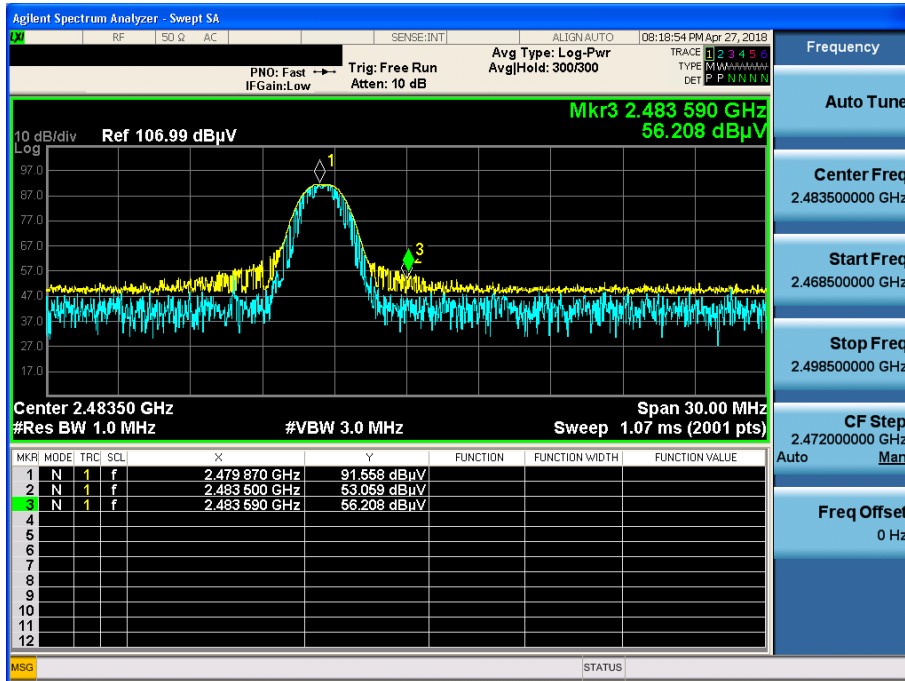 Agilent Spectrum Analyzer - Swept SA
LXI RF 50 Ω AC SENSE:INT ALIGN AUTO 08:18:54 PM Apr 27, 2018
Frequency
PNO: Fast Trig: Free Run Avg Type: Log-Pwr TRACE 1 2 3 4 5 6
IFGain:Low Atten: 10 dB Avg|Hold: 300/300 TYPE M
DET P P N N N N
Auto Tune
Mkr3 2.483 590 GHz
10 dB/div Ref 106.99 dBµV 56.208 dBµV
Log
97.0
87.0
77.0
67.0
57.0
47.0
37.0
27.0
17.0
1
3
2
Center 2.48350 GHz Span 30.00 MHz
#Res BW 1.0 MHz #VBW 3.0 MHz Sweep 1.07 ms (2001 pts)
Center Freq
2.483500000 GHz
Start Freq
2.468500000 GHz
Stop Freq
2.498500000 GHz
CF Step
2.472000000 GHz
Auto Man
Freq Offset
0 Hz
MKR MODE TRC SCL X Y FUNCTION FUNCTION WIDTH FUNCTION VALUE
1 N 1 f 2.479 870 GHz 91.558 dBµV
2 N 1 f 2.483 500 GHz 53.059 dBµV
3 N 1 f 2.483 590 GHz 56.208 dBµV
4
5
6
7
8
9
10
11
12
MSG STATUS